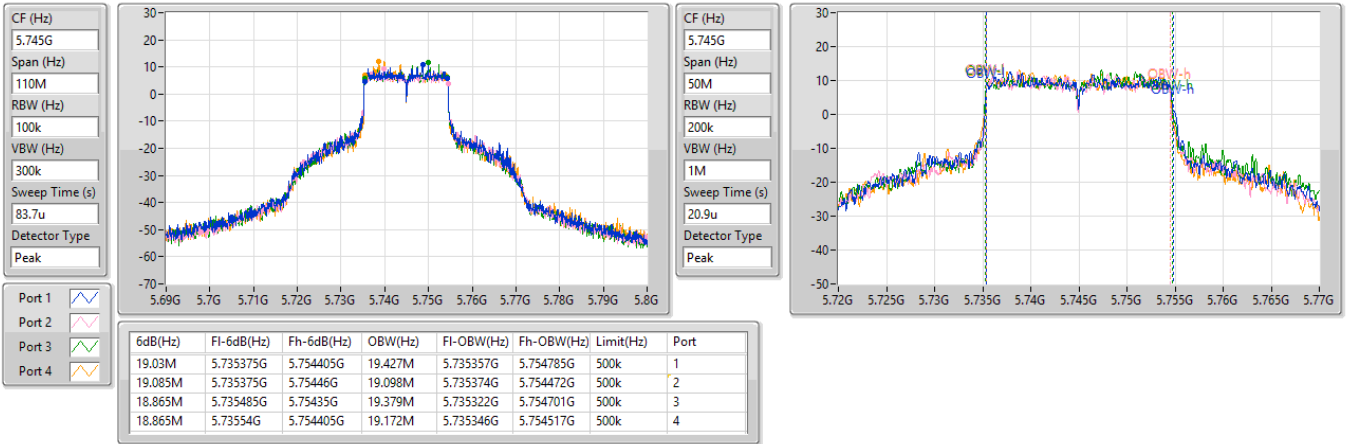 CF (Hz)
5.745G
Span (Hz)
110M
RBW (Hz)
100k
VBW (Hz)
300k
Sweep Time (s)
83.7u
Detector Type
Peak
30
20
10
0
-10
-20
-30
-40
-50
-60
-70
5.69G 5.7G 5.71G 5.72G 5.73G 5.74G 5.75G 5.76G 5.77G 5.78G 5.79G 5.8G
CF (Hz)
5.745G
Span (Hz)
50M
RBW (Hz)
200k
VBW (Hz)
1M
Sweep Time (s)
20.9u
Detector Type
Peak
30
20
10
0
-10
-20
-30
-40
-50
OBW-l
OBW-h
OBW-h
5.72G 5.725G 5.73G 5.735G 5.74G 5.745G 5.75G 5.755G 5.76G 5.765G 5.77G
Port 1
Port 2
Port 3
Port 4
6dB(Hz) Fl-6dB(Hz) Fh-6dB(Hz) OBW(Hz) Fl-OBW(Hz) Fh-OBW(Hz) Limit(Hz) Port
19.03M 5.735375G 5.754405G 19.427M 5.735357G 5.754785G 500k 1
19.085M 5.735375G 5.75446G 19.098M 5.735374G 5.754472G 500k 2
18.865M 5.735485G 5.75435G 19.379M 5.735322G 5.754701G 500k 3
18.865M 5.73554G 5.754405G 19.172M 5.735346G 5.754517G 500k 4